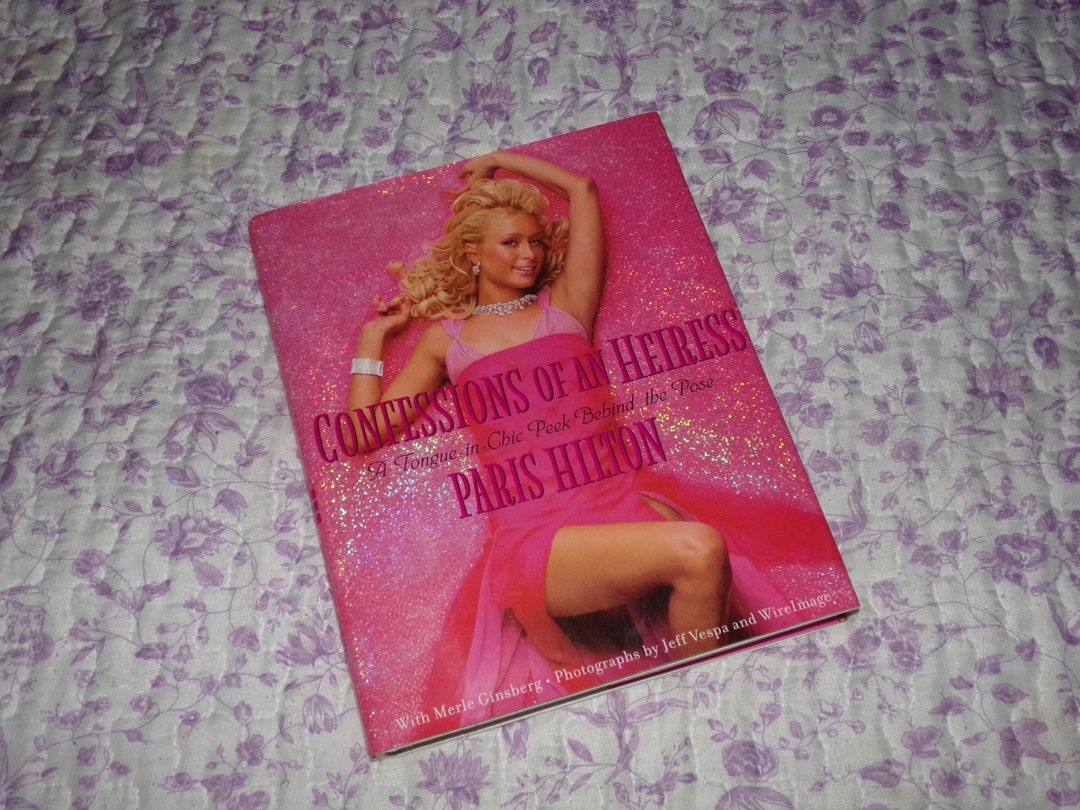 CONFESSIONS OF AN HEIRESS
A Tongue-in-Chic Peek Behind the Pose
PARIS HILTON
With Merle Ginsberg • Photographs by Jeff Vespa and WireImage